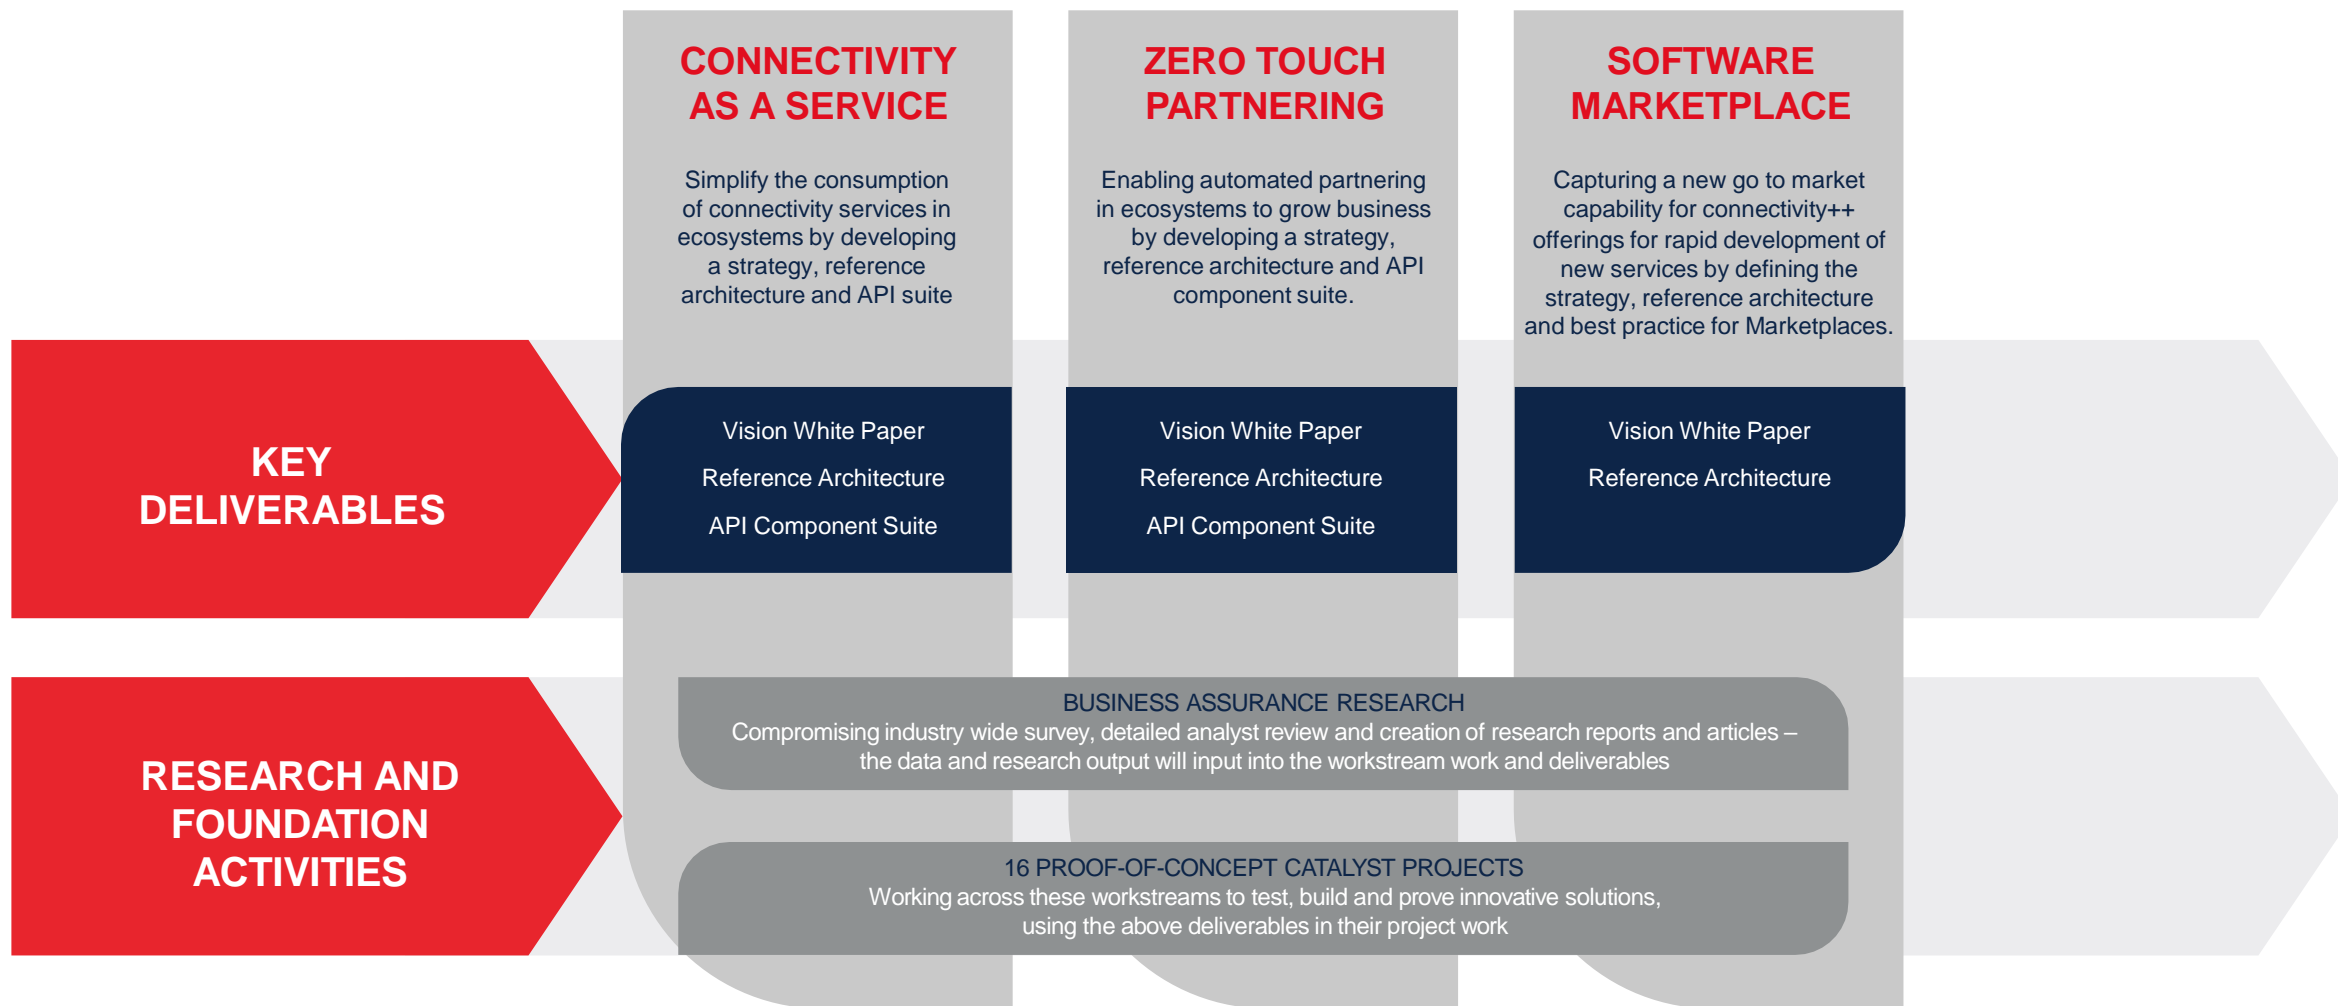 CONNECTIVITY
AS A SERVICE
Simplify the consumption
of connectivity services in
ecosystems by developing
a strategy, reference
architecture and API suite
ZERO TOUCH
PARTNERING
Enabling automated partnering
in ecosystems to grow business
by developing a strategy,
reference architecture and API
component suite.
SOFTWARE
MARKETPLACE
Capturing a new go to market
capability for connectivity++
offerings for rapid development of
new services by defining the
strategy, reference architecture
and best practice for Marketplaces.
KEY
DELIVERABLES
Vision White Paper
Reference Architecture
API Component Suite
Vision White Paper
Reference Architecture
API Component Suite
Vision White Paper
Reference Architecture
RESEARCH AND
FOUNDATION
ACTIVITIES
BUSINESS ASSURANCE RESEARCH
Compromising industry wide survey, detailed analyst review and creation of research reports and articles –
the data and research output will input into the workstream work and deliverables
16 PROOF-OF-CONCEPT CATALYST PROJECTS
Working across these workstreams to test, build and prove innovative solutions,
using the above deliverables in their project work